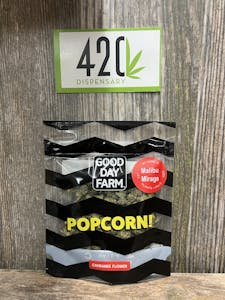 420
DISPENSARY
GOOD
DAY
FARM
Malibu
Mirage
POPCORN!
CANNABIS FLOWER